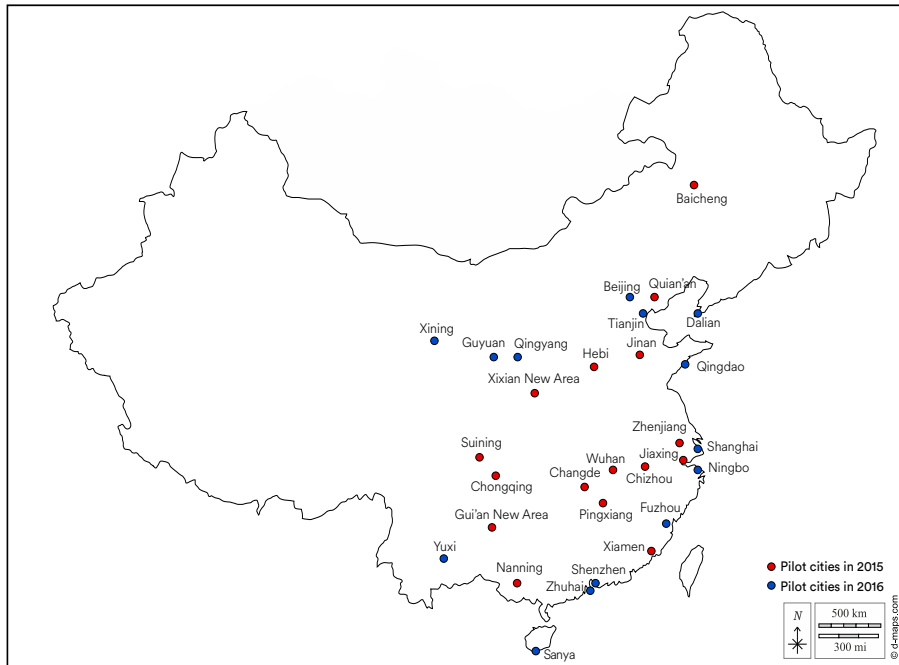 Baicheng
Beijing
Quian'an
Tianjin
Dalian
Xining
Guyuan
Qingyang
Hebi
Jinan
Qingdao
Xixian New Area
Zhenjiang
Shanghai
Suining
Wuhan
Jiaxing
Ningbo
Chongqing
Changde
Chizhou
Gui'an New Area
Pingxiang
Fuzhou
Yuxi
Xiamen
Nanning
Shenzhen
Zhuhai
Sanya
Pilot cities in 2015
Pilot cities in 2016
N
500 km
300 mi
© d-maps.com